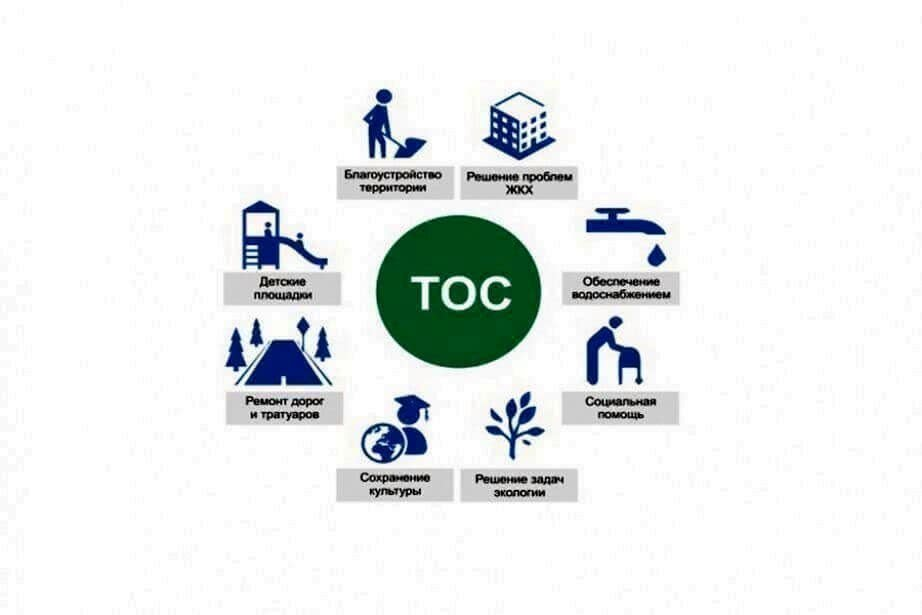 Благоустройство
территории
Решение проблем
ЖКХ
Детские
площадки
ТОС
Обеспечение
водоснабжением
Ремонт дорог
и тратуаров
Социальная
помощь
Сохранение
культуры
Решение задач
экологии